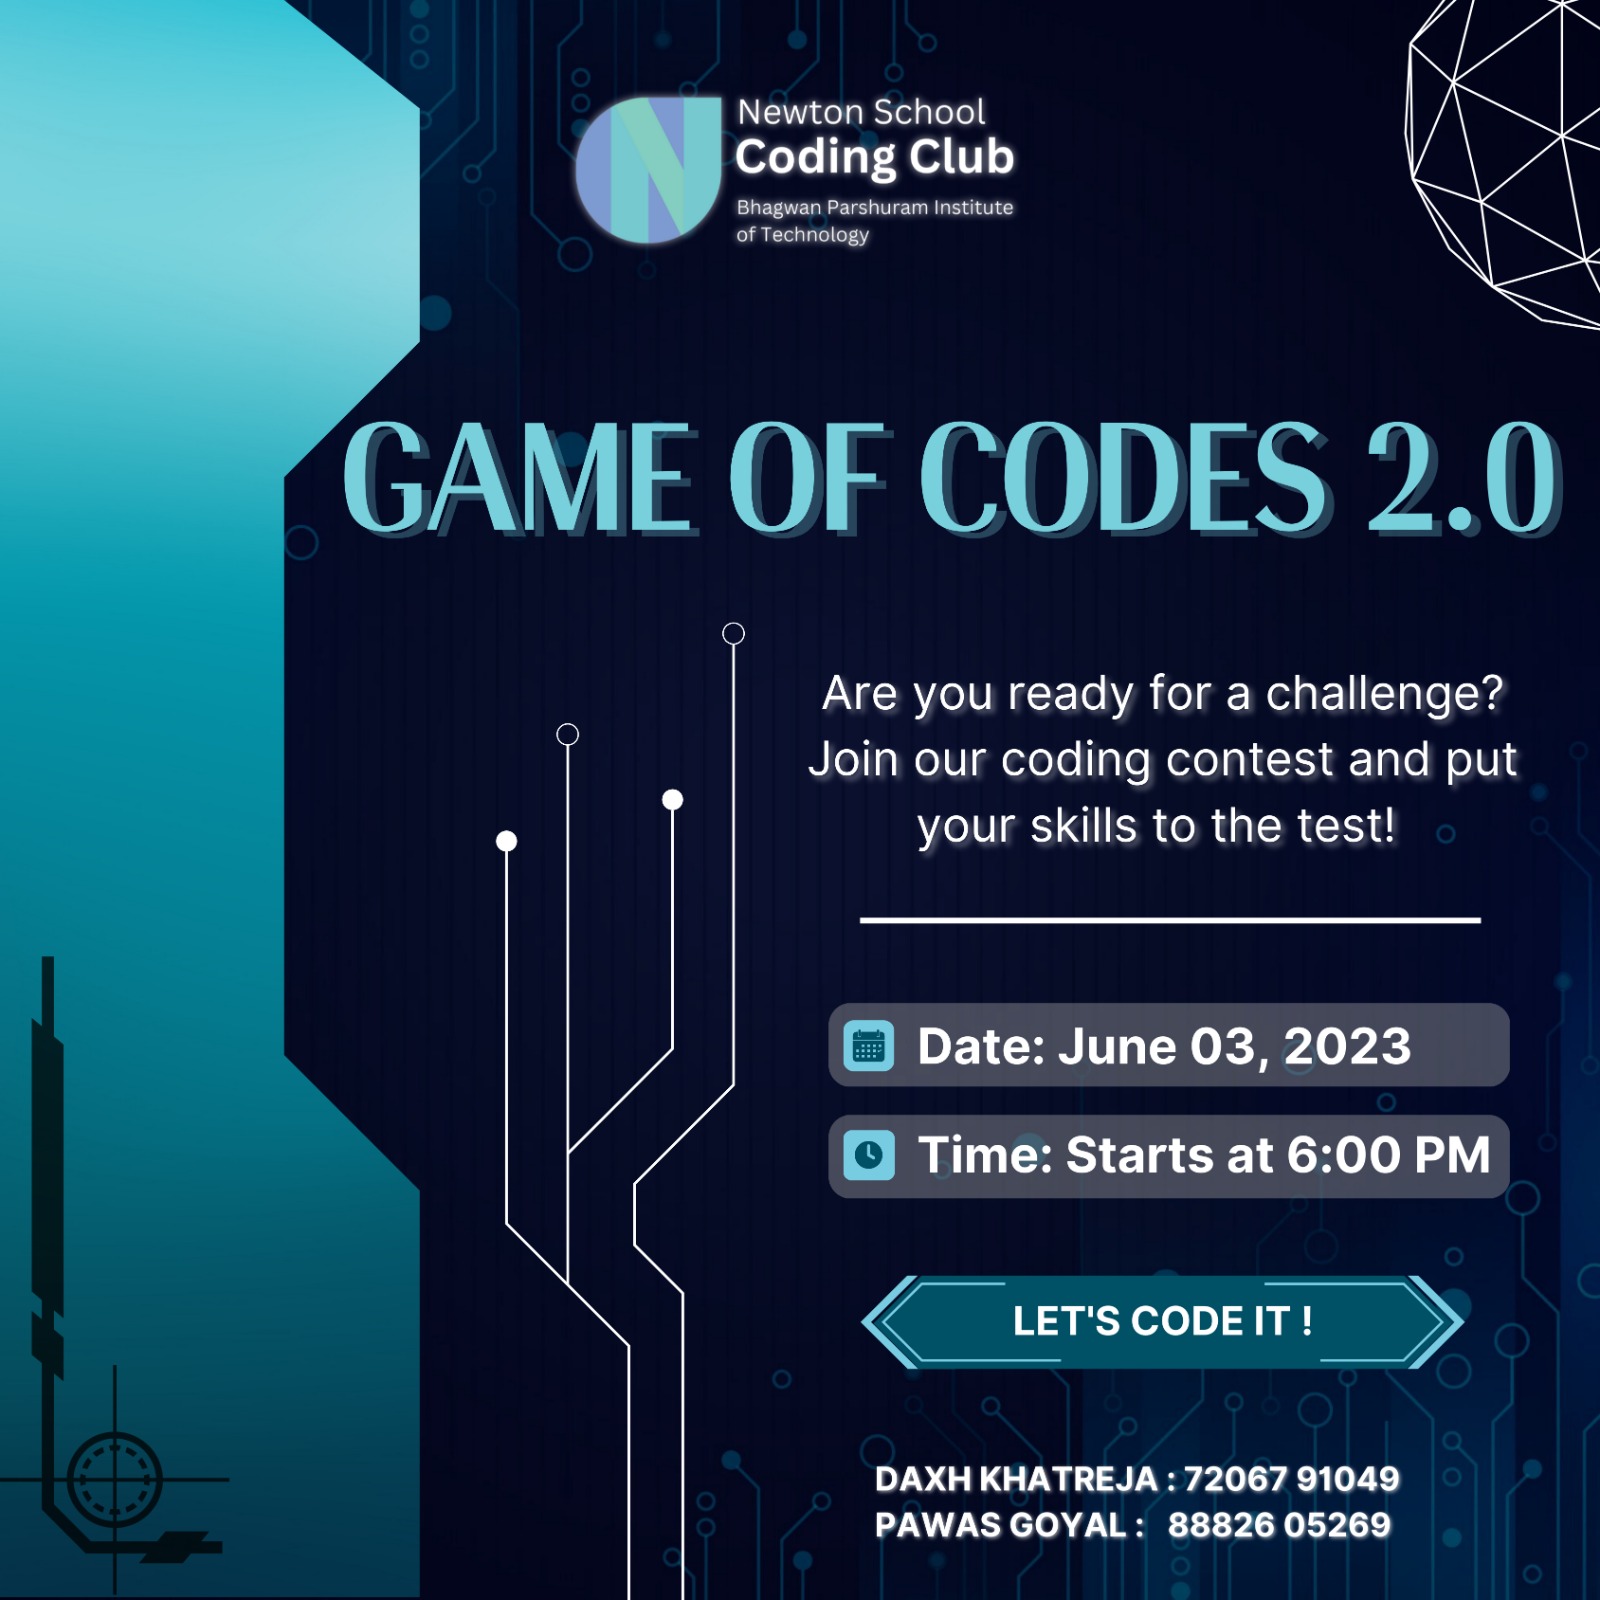 Newton School
Coding Club
Bhagwan Parshuram Institute
of Technology
GAME OF CODES 2.0
Are you ready for a challenge?
Join our coding contest and put
your skills to the test!
Date: June 03, 2023
Time: Starts at 6:00 PM
LET'S CODE IT !
DAXH KHATREJA : 72067 91049
PAWAS GOYAL : 88826 05269